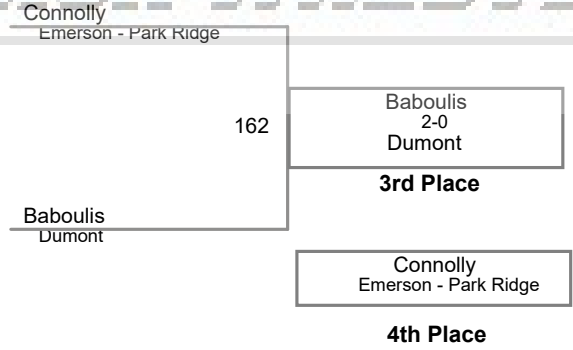 Connolly
Emerson - Park Ridge
162
Baboulis
2-0
Dumont
3rd Place
Baboulis
Dumont
Connolly
Emerson - Park Ridge
4th Place